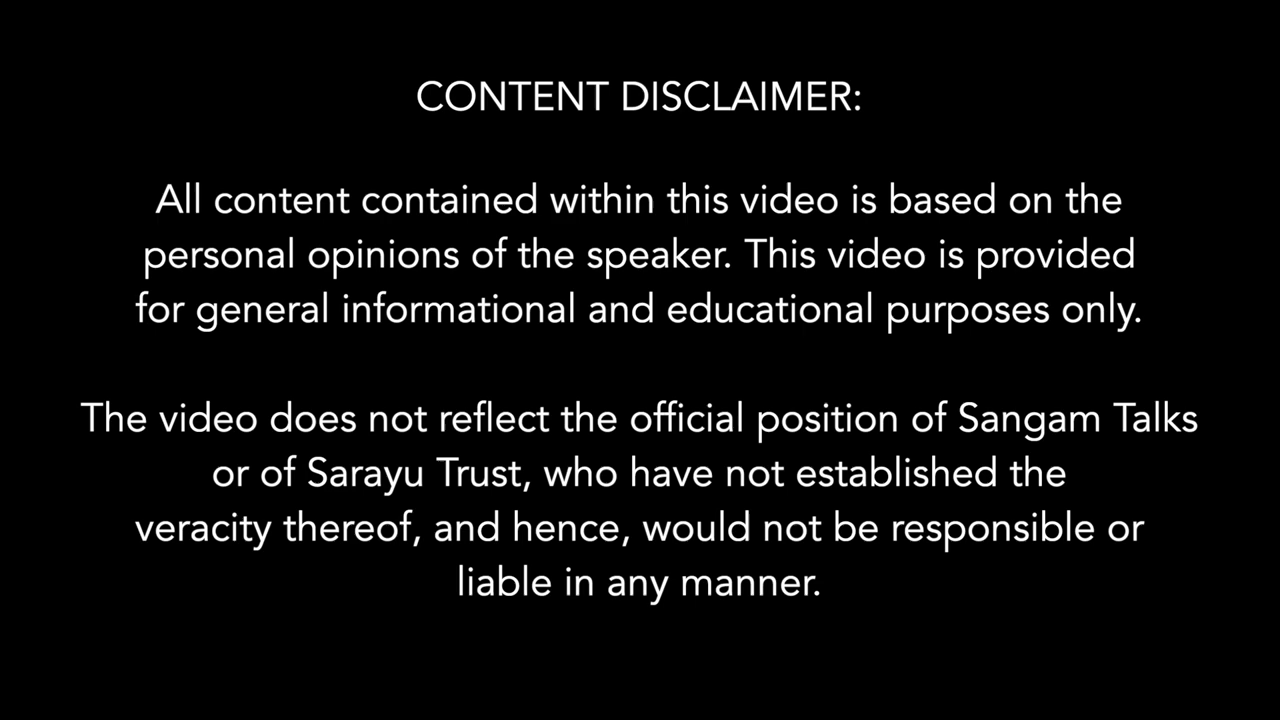 CONTENT DISCLAIMER:
All content contained within this video is based on the
personal opinions of the speaker. This video is provided
for general informational and educational purposes only.
The video does not reflect the official position of Sangam Talks
or of Sarayu Trust, who have not established the
veracity thereof, and hence, would not be responsible or
liable in any manner.